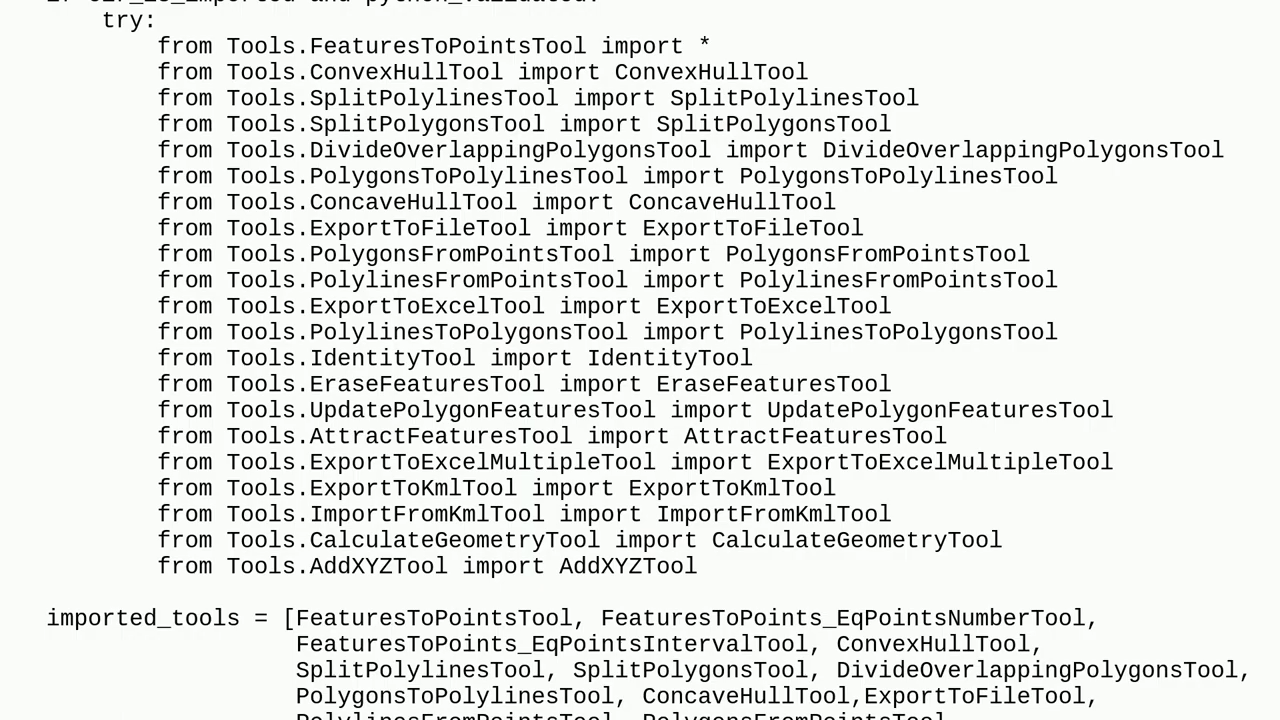 try:
from Tools.FeaturesToPointsTool import *
from Tools.ConvexHullTool import ConvexHullTool
from Tools.SplitPolylinesTool import SplitPolylinesTool
from Tools.SplitPolygonsTool import SplitPolygonsTool
from Tools.DivideOverlappingPolygonsTool import DivideOverlappingPolygonsTool
from Tools.PolygonsToPolylinesTool import PolygonsToPolylinesTool
from Tools.ConcaveHullTool import ConcaveHullTool
from Tools.ExportToFileTool import ExportToFileTool
from Tools.PolygonsFromPointsTool import PolygonsFromPointsTool
from Tools.PolylinesFromPointsTool import PolylinesFromPointsTool
from Tools.ExportToExcelTool import ExportToExcelTool
from Tools.PolylinesToPolygonsTool import PolylinesToPolygonsTool
from Tools.IdentityTool import IdentityTool
from Tools.EraseFeaturesTool import EraseFeaturesTool
from Tools.UpdatePolygonFeaturesTool import UpdatePolygonFeaturesTool
from Tools.AttractFeaturesTool import AttractFeaturesTool
from Tools.ExportToExcelMultipleTool import ExportToExcelMultipleTool
from Tools.ExportToKmlTool import ExportToKmlTool
from Tools.ImportFromKmlTool import ImportFromKmlTool
from Tools.CalculateGeometryTool import CalculateGeometryTool
from Tools.AddXYZTool import AddXYZTool
imported_tools = [FeaturesToPointsTool, FeaturesToPoints_EqPointsNumberTool,
FeaturesToPoints_EqPointsIntervalTool, ConvexHullTool,
SplitPolylinesTool, SplitPolygonsTool, DivideOverlappingPolygonsTool,
PolygonsToPolylinesTool, ConcaveHullTool,ExportToFileTool,
PolylinesFromPointsTool, PolygonsFromPointsTool,